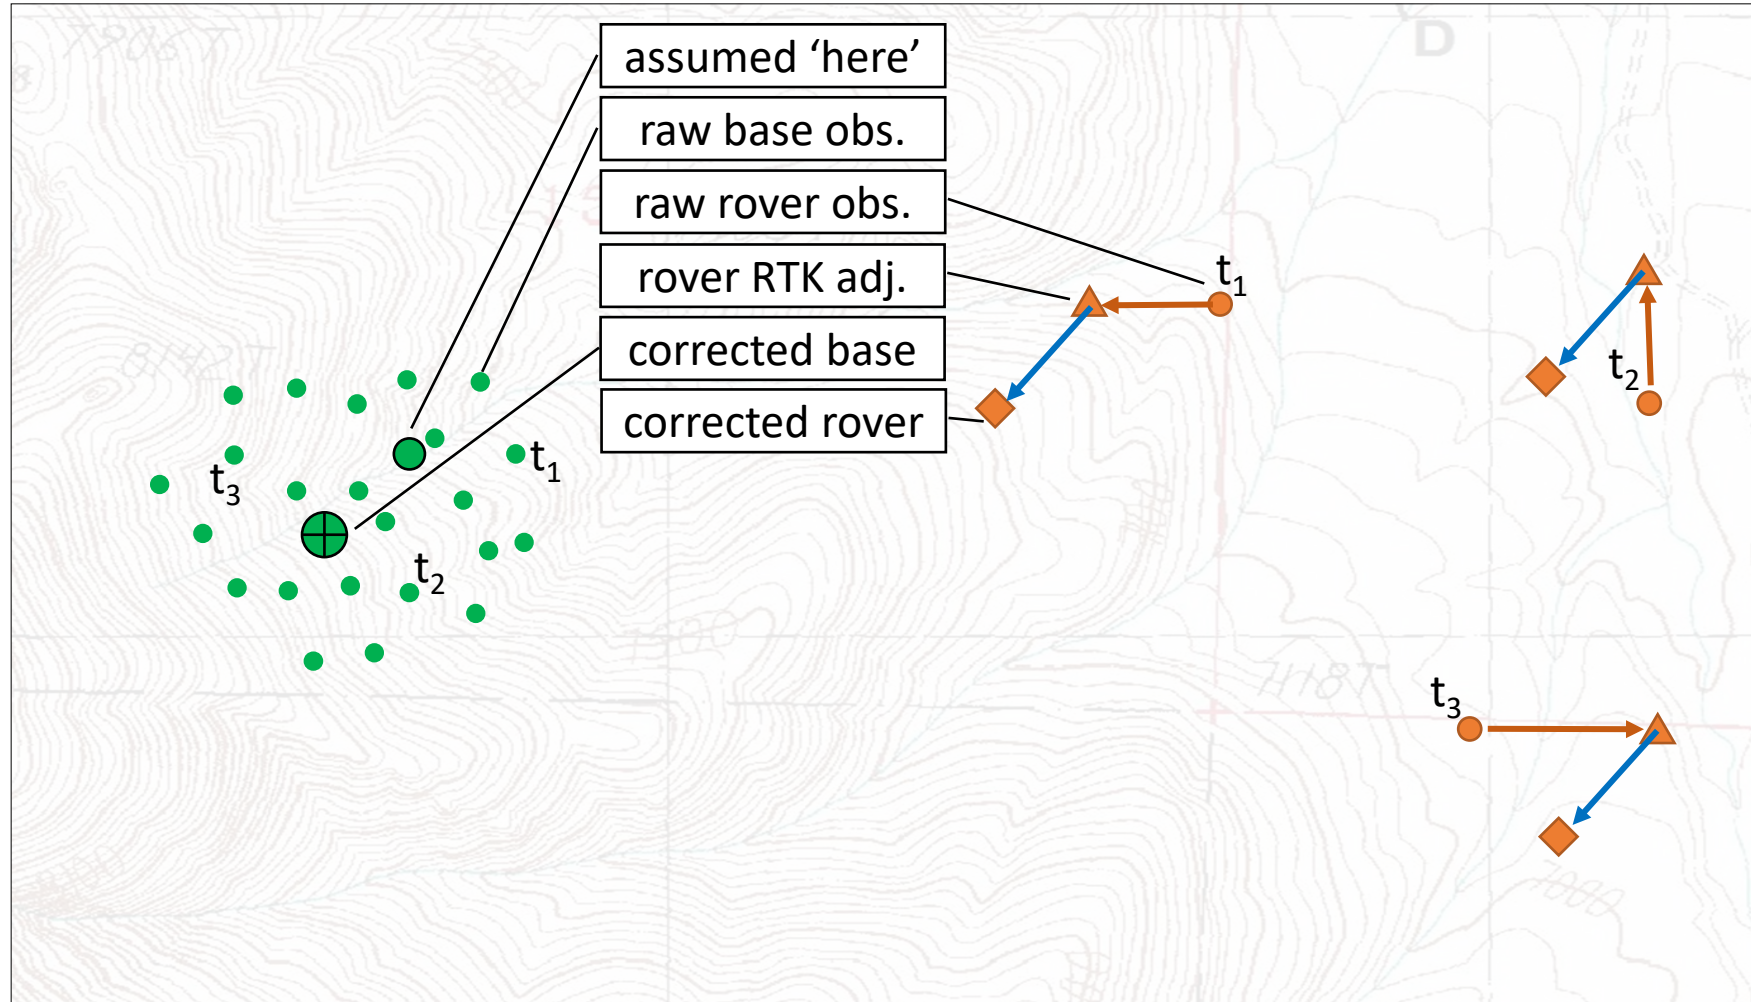 assumed ‘here’
raw base obs.
raw rover obs.
rover RTK adj.
corrected base
corrected rover
D
t₁
t₂
t₃
t₁
t₂
t₃